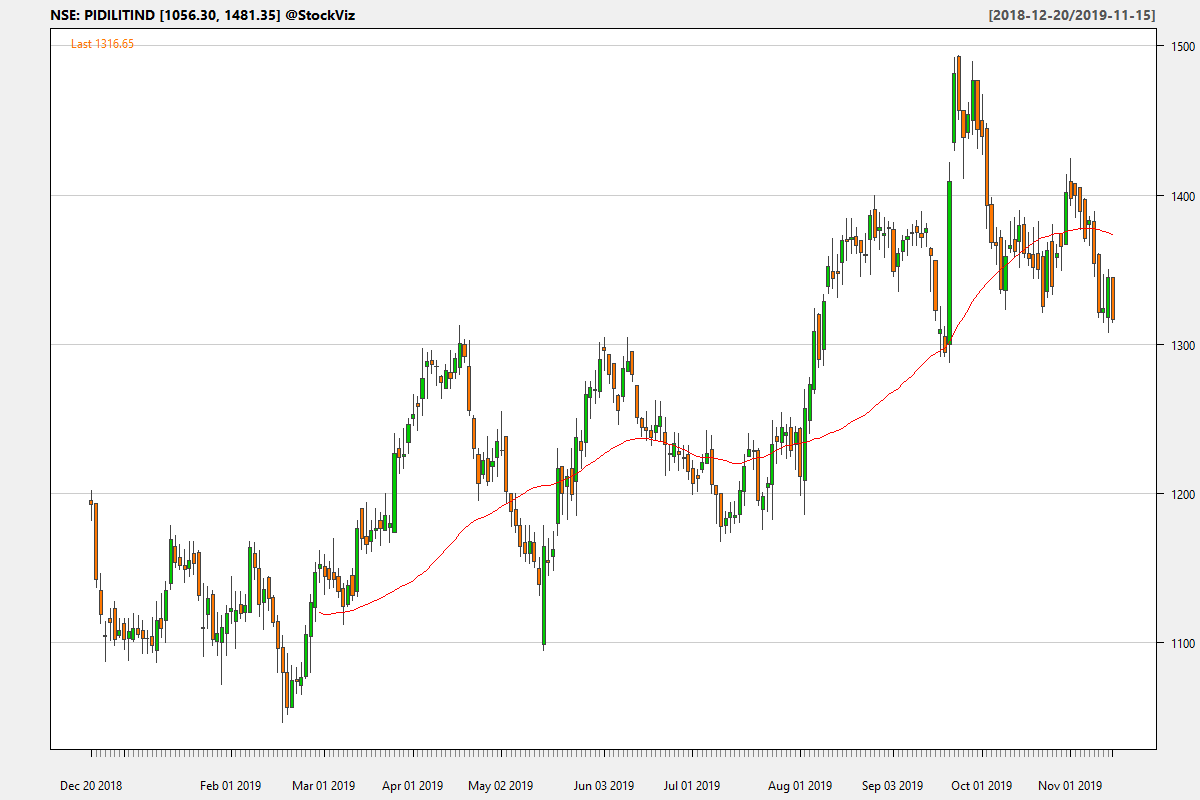 NSE: PIDILITIND [1056.30, 1481.35] @StockViz [2018-12-20/2019-11-15]
Last 1316.65
1500
1400
1300
1200
1100
Dec 20 2018 Feb 01 2019 Mar 01 2019 Apr 01 2019 May 02 2019 Jun 03 2019 Jul 01 2019 Aug 01 2019 Sep 03 2019 Oct 01 2019 Nov 01 2019